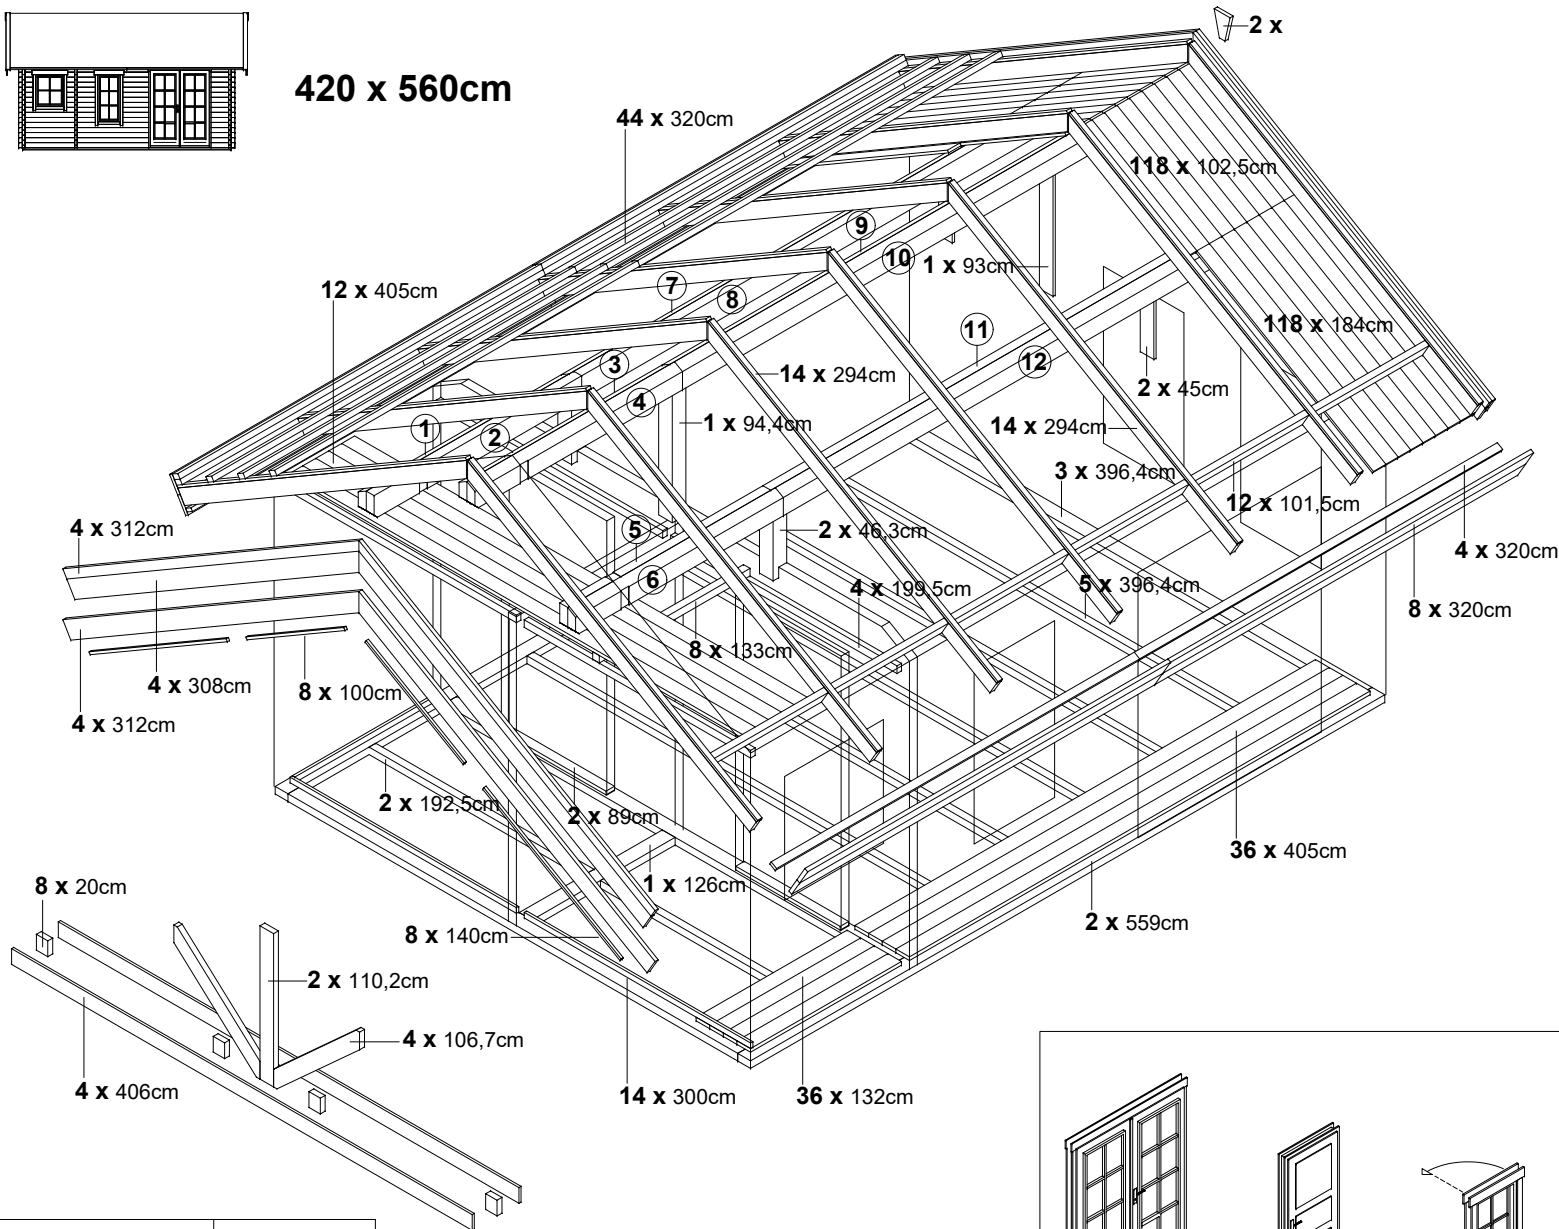 2 x
420 x 560cm
44 x 320cm
118 x 102,5cm
9
10
1 x 93cm
7
8
12 x 405cm
11
12
118 x 184cm
3
4
14 x 294cm
2 x 45cm
1
2
1 x 94,4cm
14 x 294cm
3 x 396,4cm
12 x 101,5cm
4 x 312cm
5
2 x 46,3cm
4 x 320cm
6
4 x 199,5cm
5 x 396,4cm
8 x 320cm
8 x 133cm
4 x 308cm
8 x 100cm
4 x 312cm
2 x 192,5cm
2 x 89cm
36 x 405cm
8 x 20cm
1 x 126cm
2 x 559cm
8 x 140cm
2 x 110,2cm
4 x 106,7cm
4 x 406cm
14 x 300cm
36 x 132cm